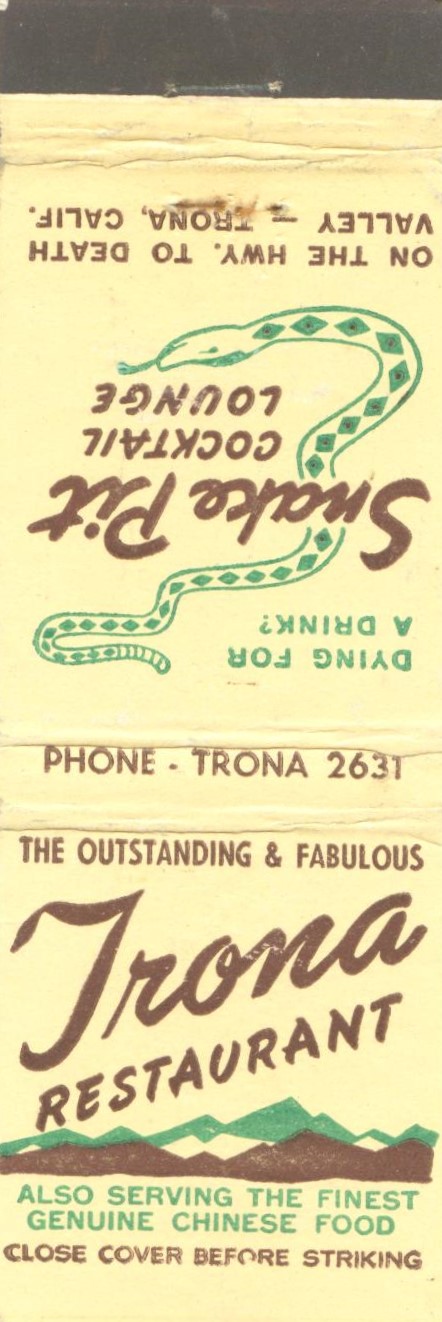 DYING FOR
A DRINK?
Snake Pit
COCKTAIL
LOUNGE
ON THE HWY. TO DEATH
VALLEY - TRONA, CALIF.
PHONE - TRONA 2631
THE OUTSTANDING & FABULOUS
Trona
RESTAURANT
ALSO SERVING THE FINEST
GENUINE CHINESE FOOD
CLOSE COVER BEFORE STRIKING